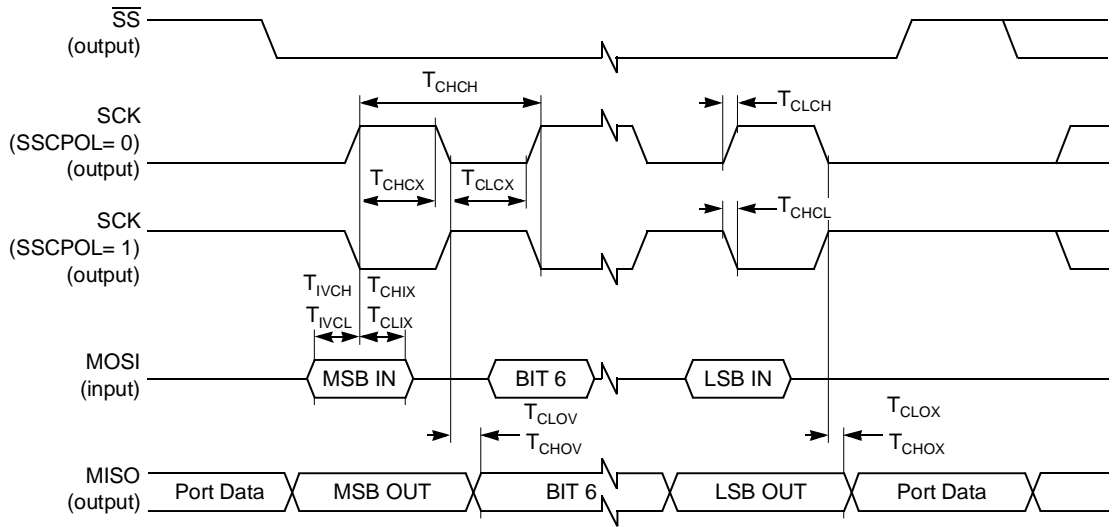 SS
(output)
T_CHCH
SCK
(SSCPOL= 0)
(output)
T_CLCH
T_CHCX
T_CLCX
SCK
(SSCPOL= 1)
(output)
T_CHCL
T_IVCH T_CHIX
T_IVCL T_CLIX
MOSI
(input)
MSB IN
BIT 6
LSB IN
T_CLOV
T_CHOV
T_CLOX
T_CHOX
MISO
(output)
Port Data
MSB OUT
BIT 6
LSB OUT
Port Data